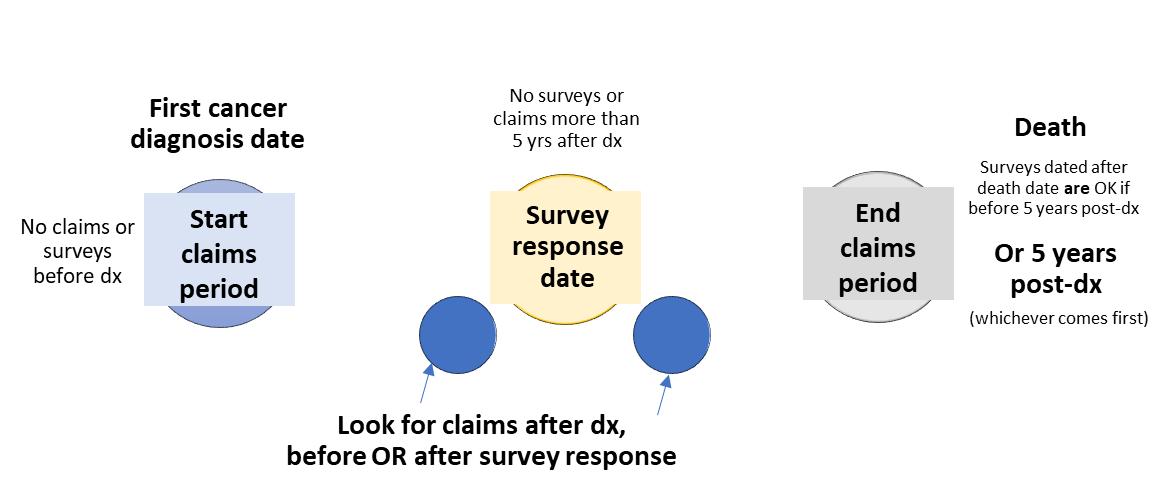 First cancer
diagnosis date
No claims or
surveys
before dx
Start
claims
period
No surveys or
claims more than
5 yrs after dx
Survey
response
date
Look for claims after dx,
before OR after survey response
End
claims
period
Death
Surveys dated after
death date are OK if
before 5 years post-dx
Or 5 years
post-dx
(whichever comes first)